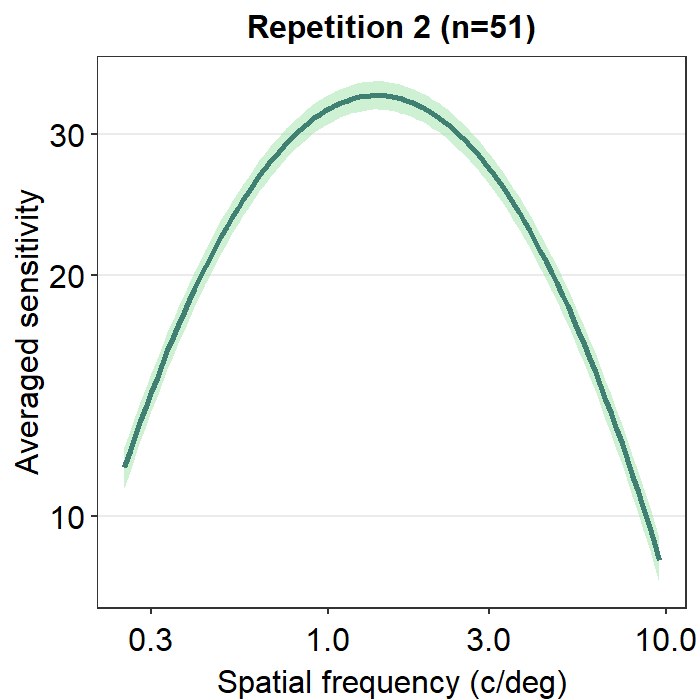 Repetition 2 (n=51)
30
20
10
Averaged sensitivity
0.3 1.0 3.0 10.0
Spatial frequency (c/deg)